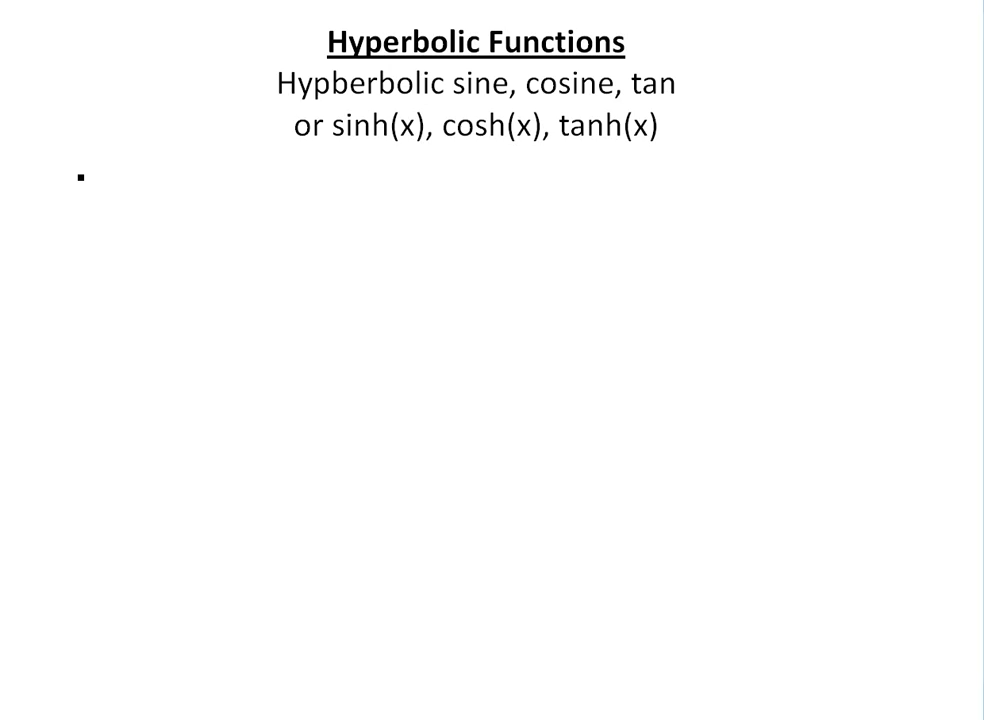 Hyperbolic Functions
Hypberbolic sine, cosine, tan
or sinh(x), cosh(x), tanh(x)